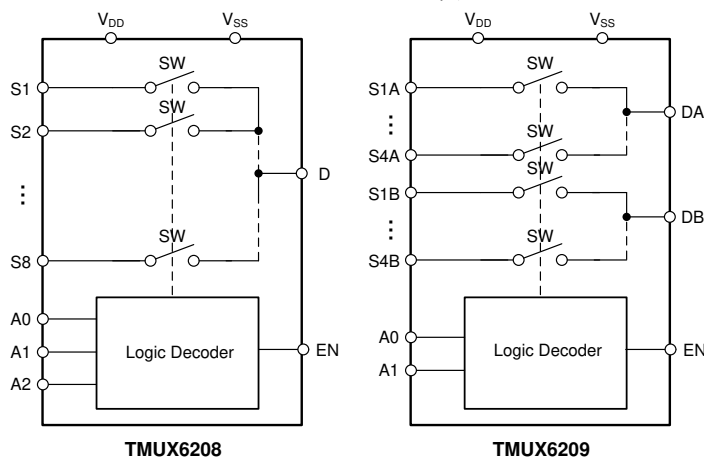 VDD VSS
SW
S1
SW
S2
...
D
SW
S8
A0
A1
A2
Logic Decoder
EN
TMUX6208
VDD VSS
SW
S1A
DA
...
SW
S4A
SW
S1B
DB
...
SW
S4B
A0
A1
Logic Decoder
EN
TMUX6209